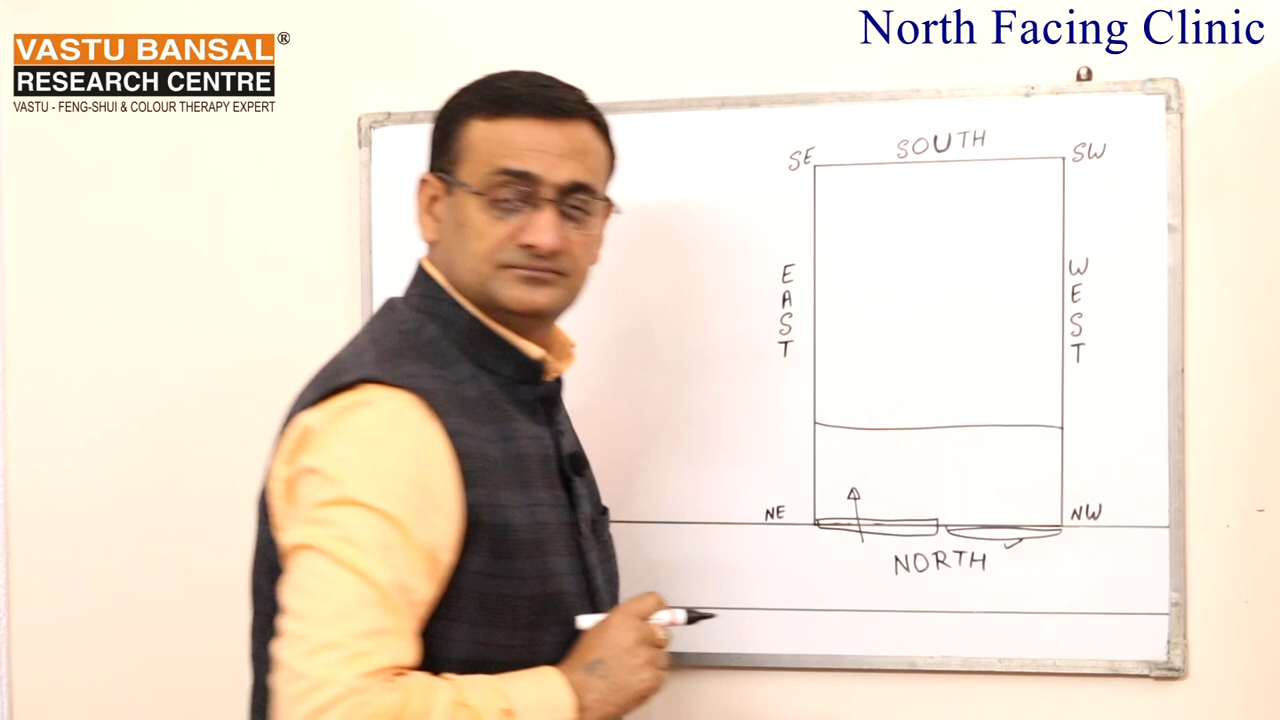 North Facing Clinic
VASTU BANSAL®
RESEARCH CENTRE
VASTU - FENG-SHUI & COLOUR THERAPY EXPERT
SE SOUTH SW
EAST
WEST
NE
NW
NORTH